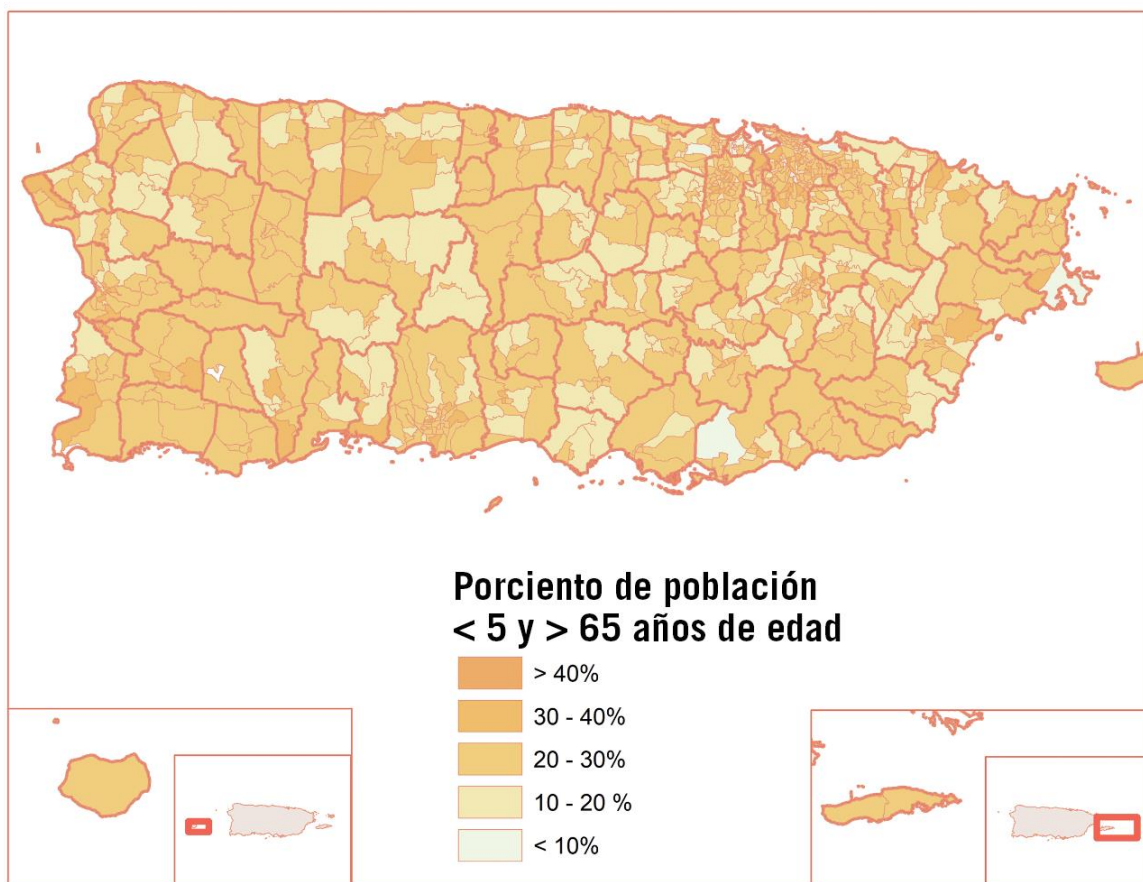 Porciento de población
< 5 y > 65 años de edad
> 40%
30 - 40%
20 - 30%
10 - 20 %
< 10%